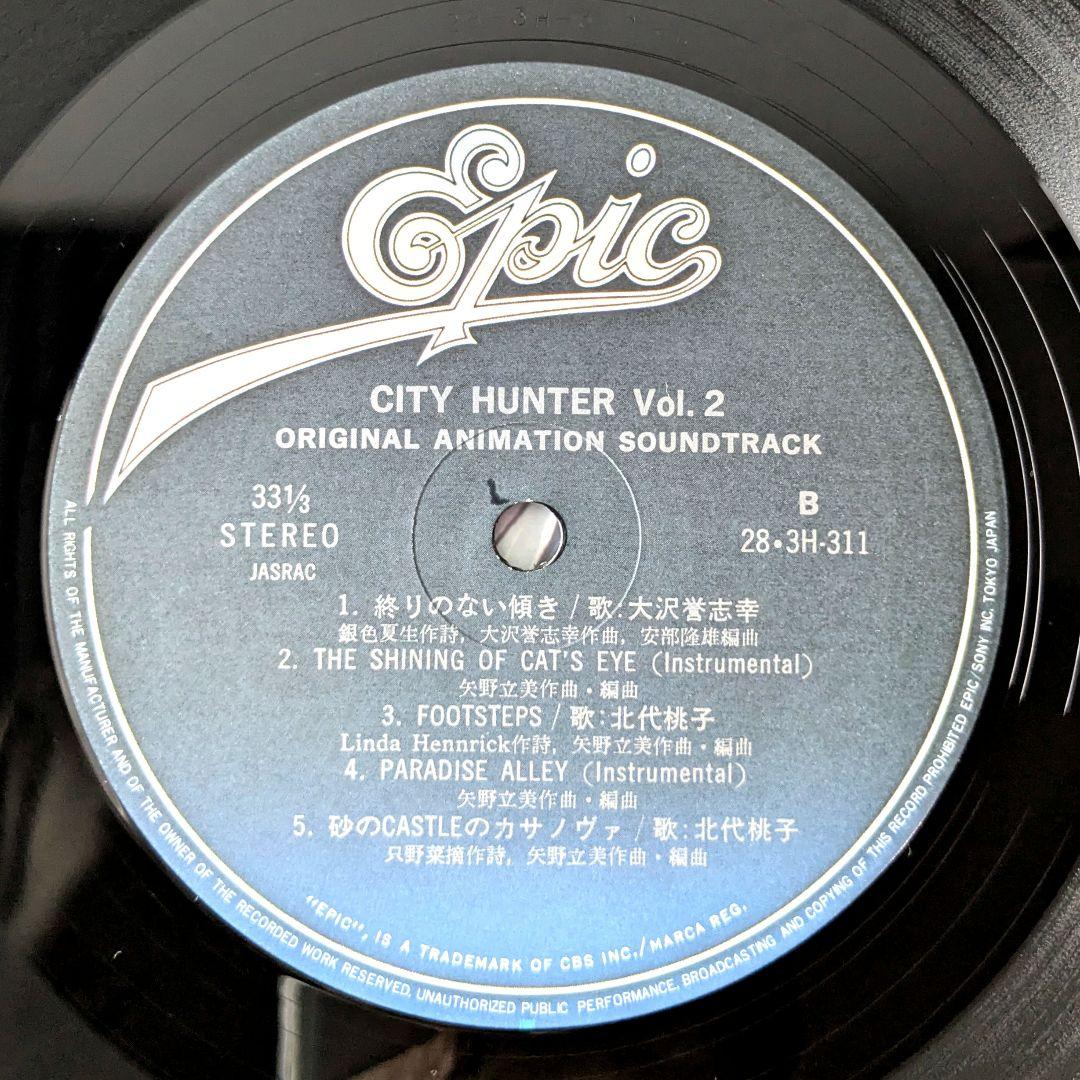 Epic
CITY HUNTER Vol. 2
ORIGINAL ANIMATION SOUNDTRACK
33⅓
STEREO
JASRAC
B
28・3H-311
1. 終りのない傾き / 歌:大沢誉志幸
銀色夏生作詩, 大沢誉志幸作曲, 安部隆雄編曲
2. THE SHINING OF CAT'S EYE (Instrumental)
矢野立美作曲・編曲
3. FOOTSTEPS / 歌:北代桃子
Linda Hennrick作詩, 矢野立美作曲・編曲
4. PARADISE ALLEY (Instrumental)
矢野立美作曲・編曲
5. 砂のCASTLEのカサノヴァ / 歌:北代桃子
只野菜摘作詩, 矢野立美作曲・編曲
"EPIC", IS A TRADEMARK OF CBS INC./MARCA REG.
ALL RIGHTS OF THE MANUFACTURER AND OF THE OWNER OF THE RECORDED WORK RESERVED. UNAUTHORIZED PUBLIC PERFORMANCE, BROADCASTING AND COPYING OF THIS RECORD PROHIBITED EPIC/SONY INC. TOKYO JAPAN